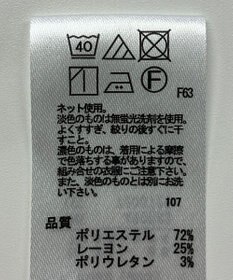 40
F
F63
ネット使用。
淡色のものは無蛍光洗剤を使用。
よくすすぎ、絞りの後すぐに干
すこと。
濃色のものは、着用による摩擦
で色落ちする事がありますので、
組み合せの衣服にご注意下さい。
また、淡色のものとは別にお洗
い下さい。
107
品質
ポリエステル 72%
レーヨン 25%
ポリウレタン 3%